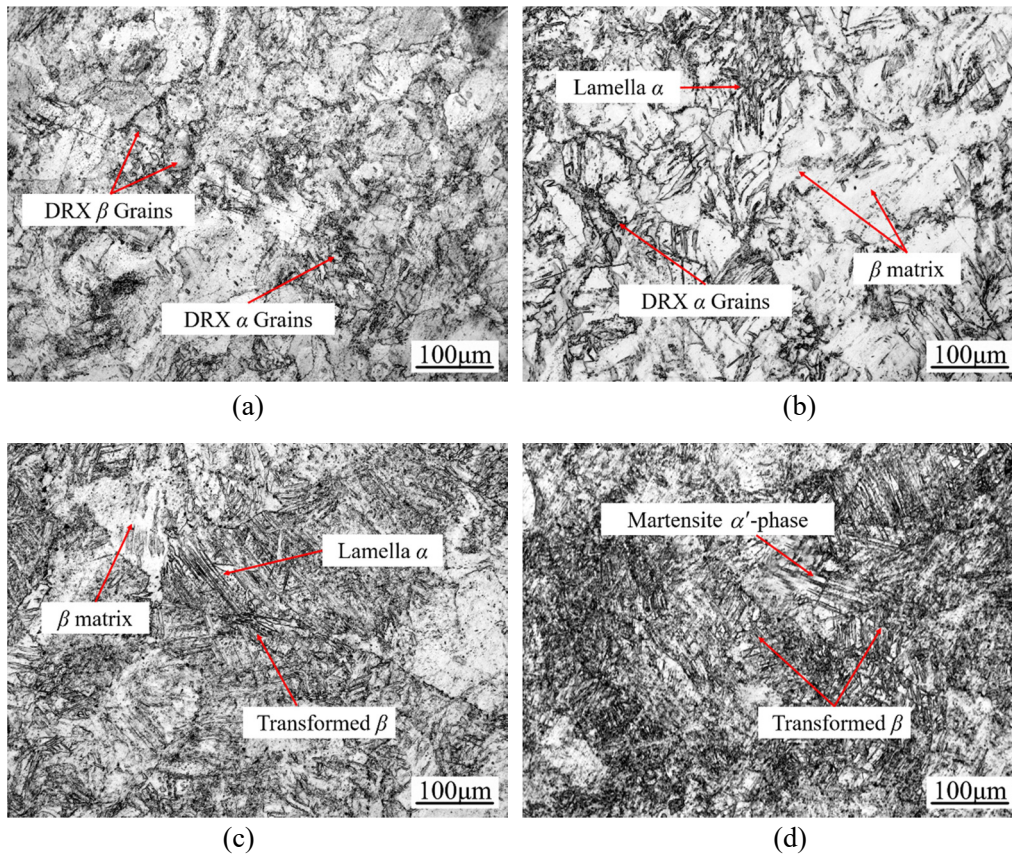 DRX β Grains
DRX α Grains
100μm
(a)
Lamella α
β matrix
DRX α Grains
100μm
(b)
Lamella α
β matrix
Transformed β
100μm
(c)
Martensite α′-phase
Transformed β
100μm
(d)